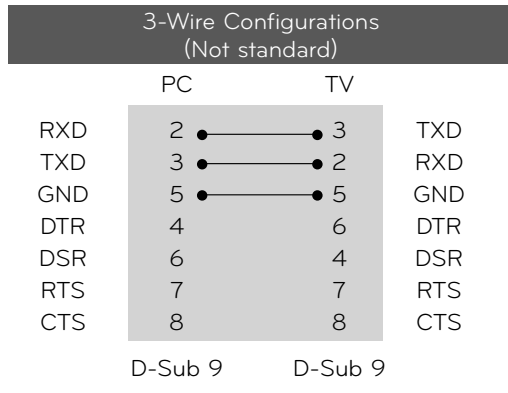 3-Wire Configurations
(Not standard)
PC TV
RXD 2 3 TXD
TXD 3 2 RXD
GND 5 5 GND
DTR 4 6 DTR
DSR 6 4 DSR
RTS 7 7 RTS
CTS 8 8 CTS
D-Sub 9 D-Sub 9